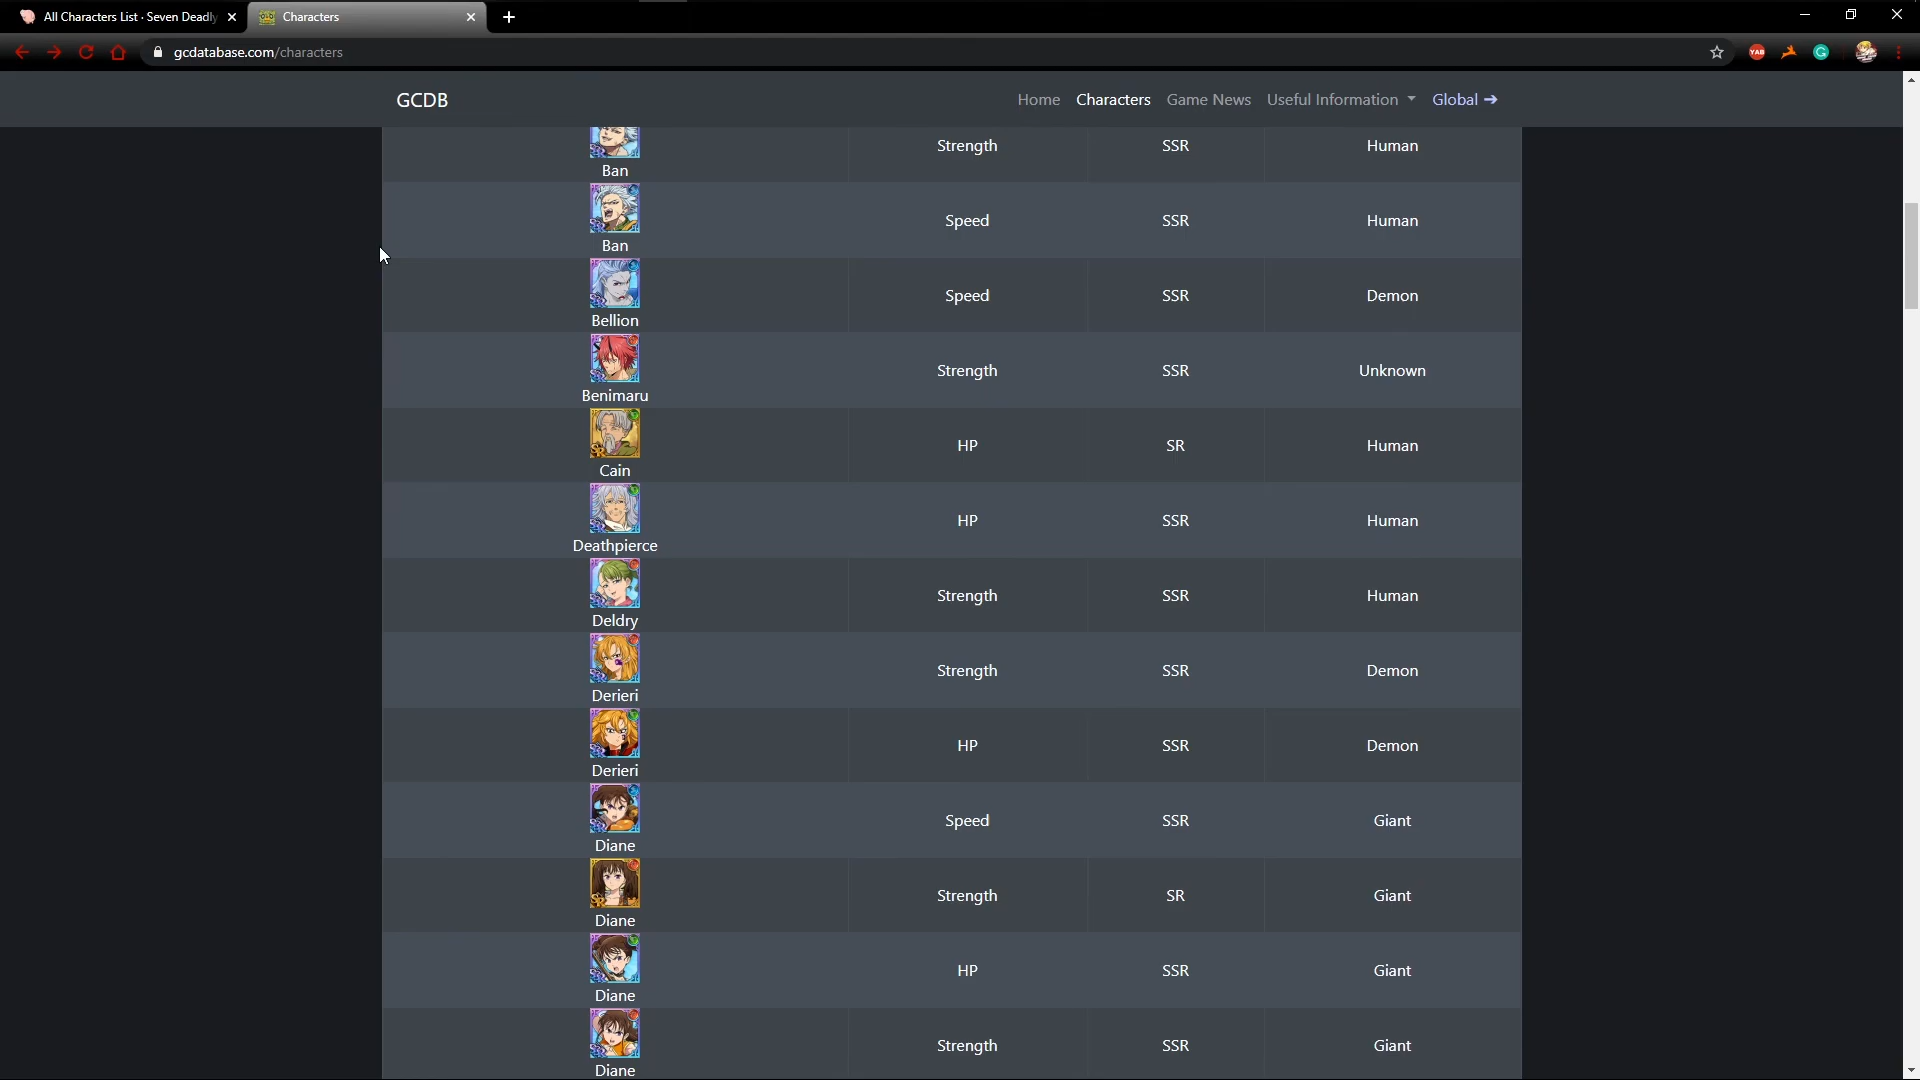 All Characters List · Seven Deadly
Characters
gcdatabase.com/characters
YAB
GCDB
Home
Characters
Game News
Useful Information
Global ➔
Strength SSR Human
Ban
Speed SSR Human
Ban
Speed SSR Demon
Bellion
Strength SSR Unknown
Benimaru
HP SR Human
Cain
HP SSR Human
Deathpierce
Strength SSR Human
Deldry
Strength SSR Demon
Derieri
HP SSR Demon
Derieri
Speed SSR Giant
Diane
Strength SR Giant
Diane
HP SSR Giant
Diane
Strength SSR Giant
Diane